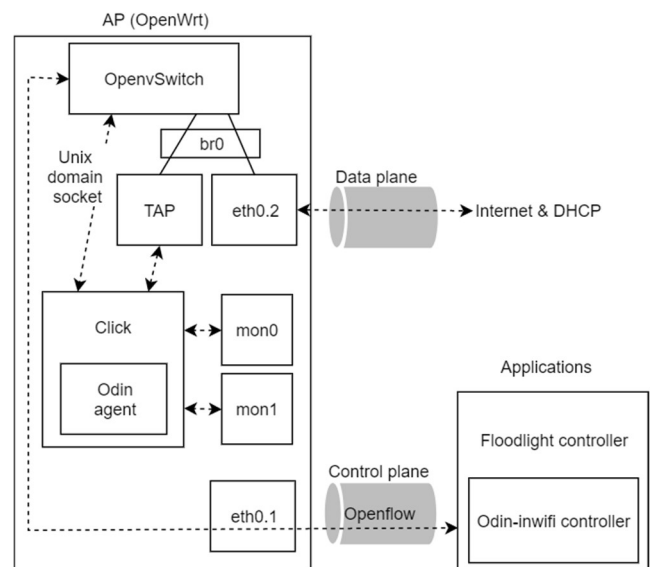 AP (OpenWrt)
OpenvSwitch
br0
Unix
domain
socket
TAP
eth0.2
Data plane
Internet & DHCP
Click
mon0
Odin
agent
mon1
Applications
Floodlight controller
Control plane
eth0.1
Openflow
Odin-inwifi controller